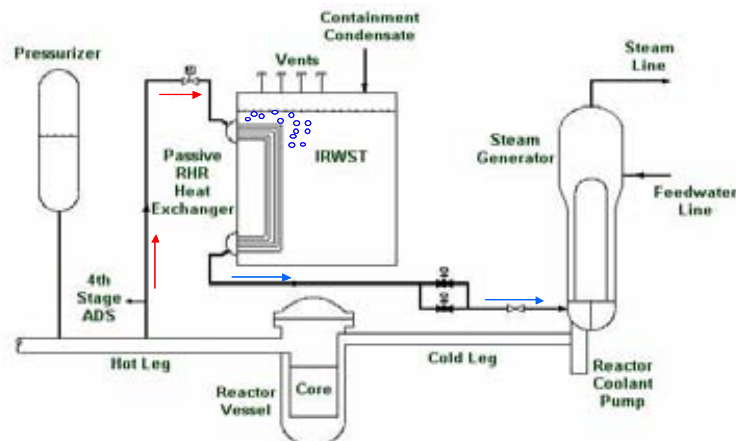 Containment
Condensate
Pressurizer
Vents
Steam
Line
Steam
Generator
IRWST
Passive
RHR
Heat
Exchanger
Feedwater
Line
4th
Stage
ADS
Hot Leg
Cold Leg
Core
Reactor
Vessel
Reactor
Coolant
Pump